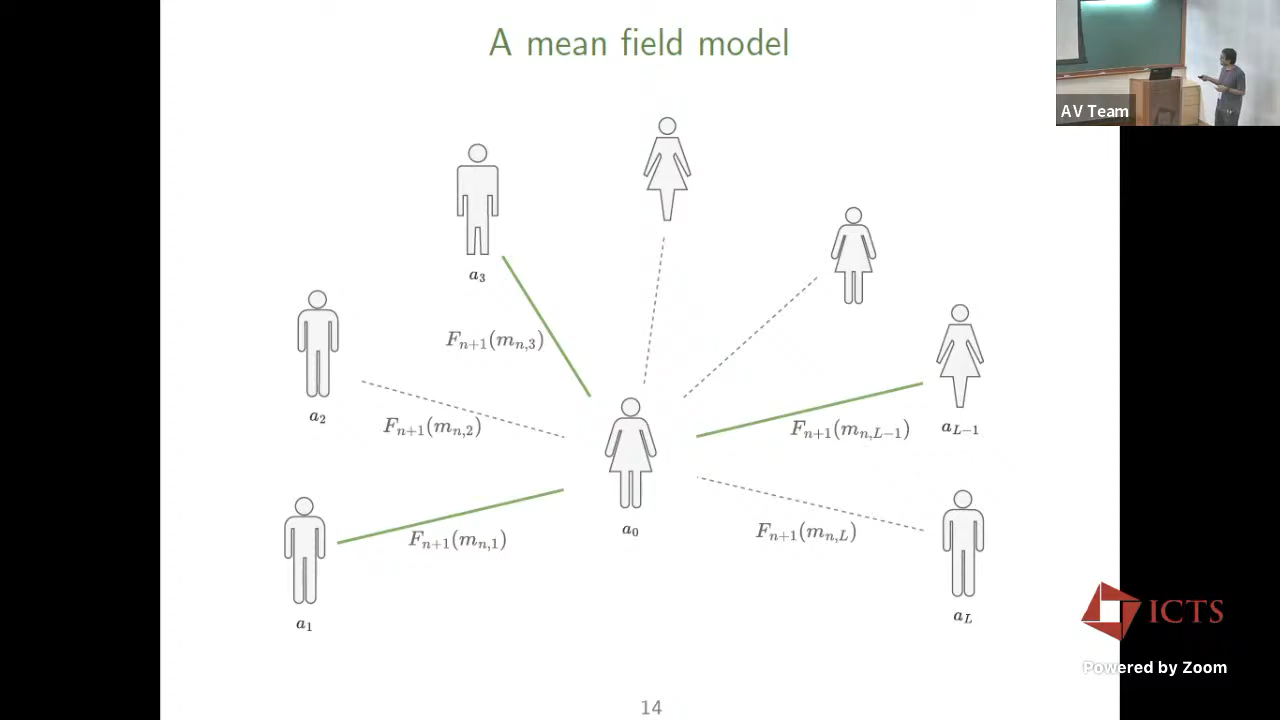 A mean field model
AV Team
a_3
F_{n+1}(m_{n,3})
a_2
F_{n+1}(m_{n,2})
F_{n+1}(m_{n,L-1})
a_{L-1}
a_0
F_{n+1}(m_{n,1})
F_{n+1}(m_{n,L})
a_1
a_L
ICTS
Powered by Zoom
14